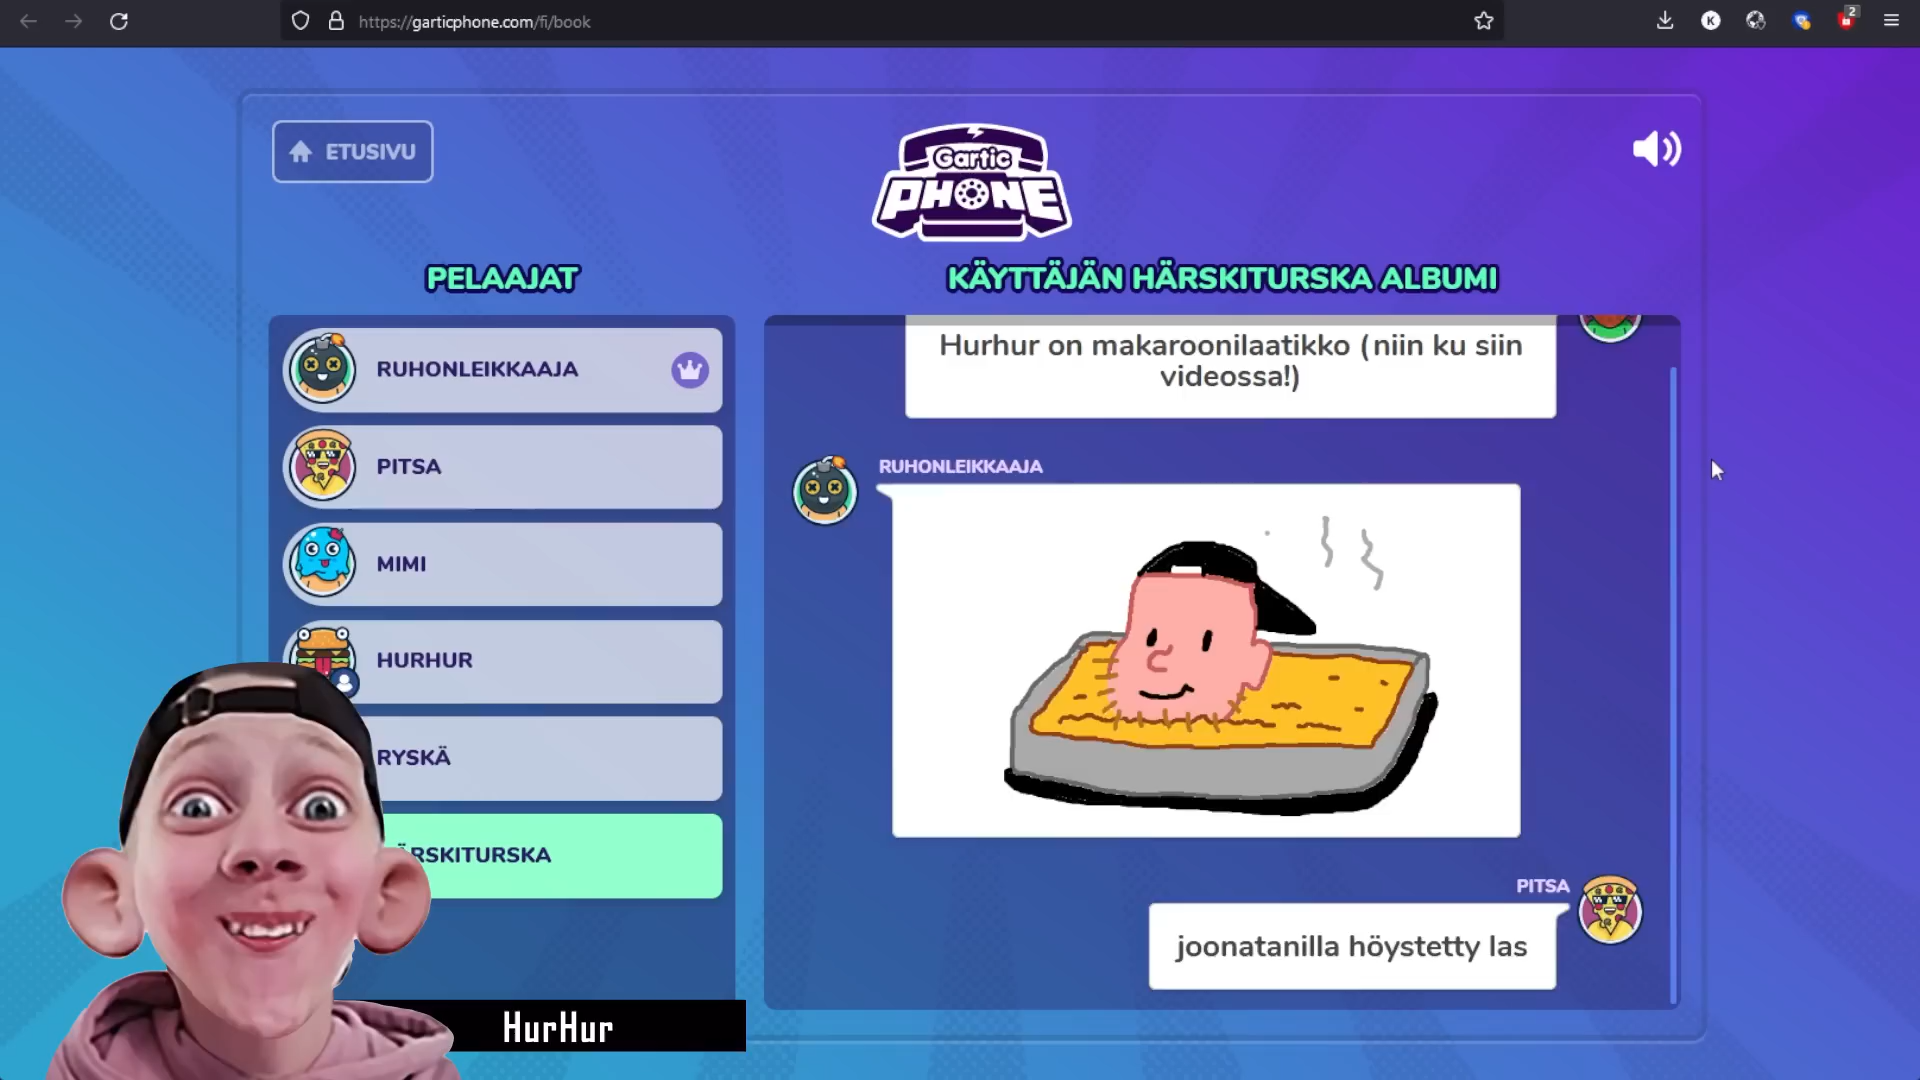 https://garticphone.com/fi/book
K
2
ETUSIVU
Gartic
PHONE
PELAAJAT
KÄYTTÄJÄN HÄRSKITURSKA ALBUMI
RUHONLEIKKAAJA
PITSA
MIMI
HURHUR
RYSKÄ
RSKITURSKA
Hurhur on makaroonilaatikko (niin ku siin
videossa!)
RUHONLEIKKAAJA
PITSA
joonatanilla höystetty las
HurHur